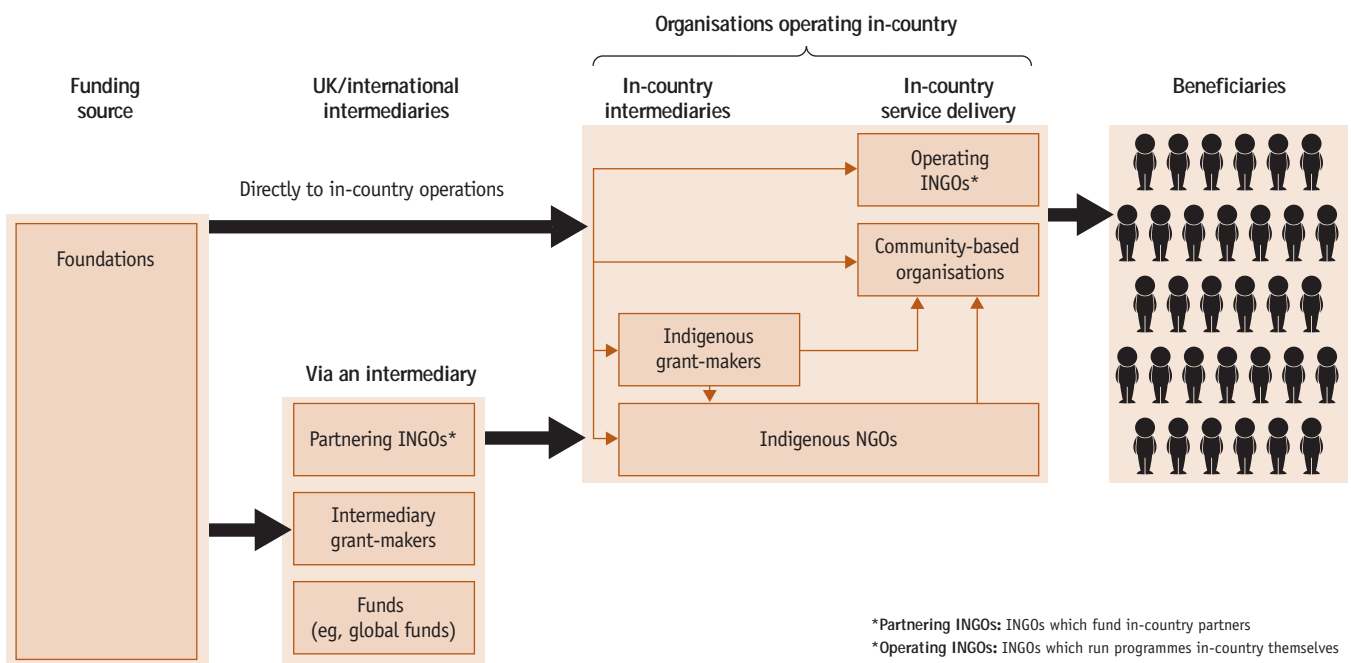 Organisations operating in-country
Funding
source
UK/international
intermediaries
In-country
intermediaries
In-country
service delivery
Beneficiaries
Directly to in-country operations
Operating
INGOs*
Foundations
Community-based
organisations
Indigenous
grant-makers
Via an intermediary
Partnering INGOs*
Indigenous NGOs
Intermediary
grant-makers
Funds
(eg, global funds)
*Partnering INGOs: INGOs which fund in-country partners
*Operating INGOs: INGOs which run programmes in-country themselves